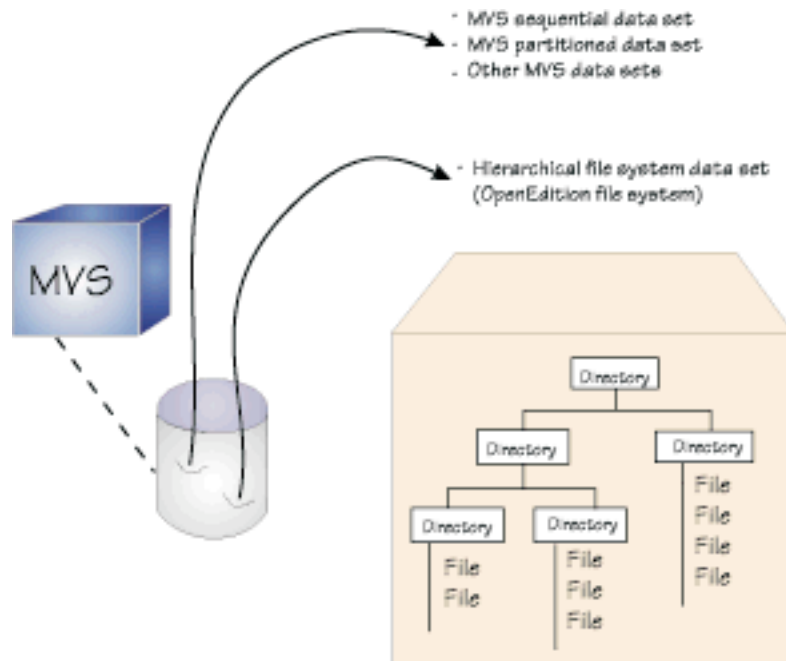 - MVS sequential data set
- MVS partitioned data set
- Other MVS data sets
- Hierarchical file system data set
(OpenEdition file system)
MVS
Directory
Directory
Directory
Directory
Directory
File
File
File
File
File
File
File
File
File